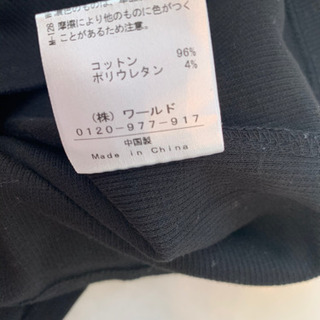 摩擦により他のものに色がつく
ことがあるため注意。
コットン 96%
ポリウレタン 4%
(株)ワールド
0120-977-917
中国製
Made in China